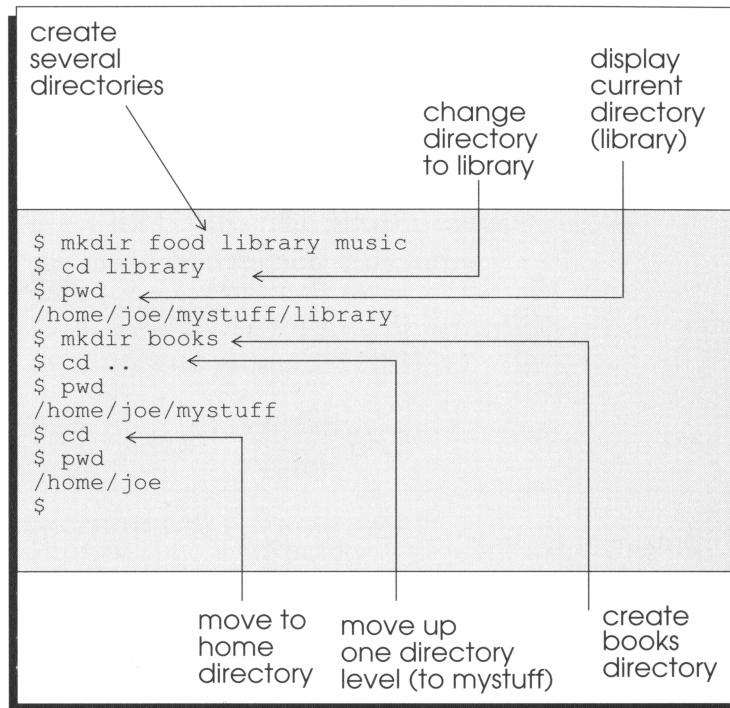 create
several
directories
change
directory
to library
display
current
directory
(library)
$ mkdir food library music
$ cd library
$ pwd
/home/joe/mystuff/library
$ mkdir books
$ cd ..
$ pwd
/home/joe/mystuff
$ cd
$ pwd
/home/joe
$
move to
home
directory
move up
one directory
level (to mystuff)
create
books
directory